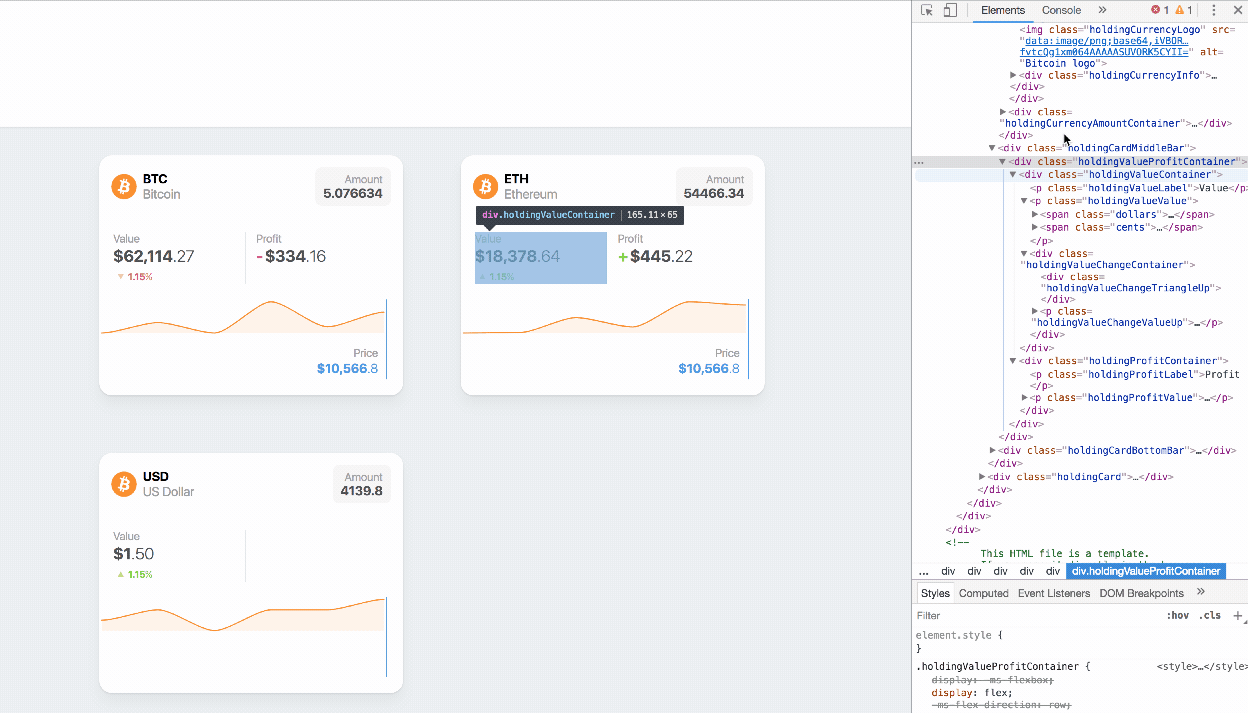 BTC
Bitcoin
Amount
5.076634
Value
$62,114.27
1.15%
Profit
-$334.16
Price
$10,566.8
ETH
Ethereum
Amount
54466.34
div.holdingValueContainer | 165.11×65
Value
$18,378.64
1.15%
Profit
+$445.22
Price
$10,566.8
USD
US Dollar
Amount
4139.8
Value
$1.50
1.15%
Elements Console » 1 1
<img class="holdingCurrencyLogo" src=
"data:image/png;base64,iVBOR…
fvtcQg1xm064AAAAASUVORK5CYII=" alt=
"Bitcoin logo">
<div class="holdingCurrencyInfo">…
</div>
</div>
<div class=
"holdingCurrencyAmountContainer">…</div>
</div>
<div class="holdingCardMiddleBar">
… <div class="holdingValueProfitContainer">
<div class="holdingValueContainer">
<p class="holdingValueLabel">Value</p>
<p class="holdingValueValue">
<span class="dollars">…</span>
<span class="cents">…</span>
</p>
<div class=
"holdingValueChangeContainer">
<div class=
"holdingValueChangeTriangleUp">
</div>
<p class=
"holdingValueChangeValueUp">…</p>
</div>
</div>
<div class="holdingProfitContainer">
<p class="holdingProfitLabel">Profit
</p>
<p class="holdingProfitValue">…</p>
</div>
</div>
</div>
<div class="holdingCardBottomBar">…</div>
</div>
<div class="holdingCard">…</div>
</div>
</div>
</div>
</div>
<!--
This HTML file is a template.
… div div div div div div.holdingValueProfitContainer
Styles Computed Event Listeners DOM Breakpoints »
Filter :hov .cls +
element.style {
}
.holdingValueProfitContainer { <style>…</style>
display: -ms-flexbox;
display: flex;
-ms-flex-direction: row;